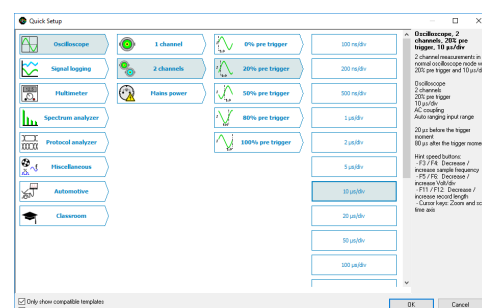 Quick Setup
Oscilloscope
Signal logging
Multimeter
Spectrum analyzer
Protocol analyzer
Miscellaneous
Automotive
Classroom
1 channel
2 channels
Mains power
0% pre trigger
20% pre trigger
50% pre trigger
80% pre trigger
100% pre trigger
100 ns/div
200 ns/div
500 ns/div
1 µs/div
2 µs/div
5 µs/div
10 µs/div
20 µs/div
50 µs/div
100 µs/div
Oscilloscope, 2
channels, 20% pre
trigger, 10 µs/div
2 channel measurements in
normal oscilloscope mode w
20% pre trigger and 10 µs/d
Oscilloscope
2 channels
20% pre trigger
10 µs/div
AC coupling
Auto ranging input range
20 µs before the trigger
moment
80 µs after the trigger mome
Hint speed buttons:
- F3 / F4: Decrease /
increase sample frequency
- F5 / F6: Decrease /
increase Volt/div
- F11 / F12: Decrease /
increase record length
- Cursor keys: Zoom and sc
time axis
Only show compatible templates
OK
Cancel